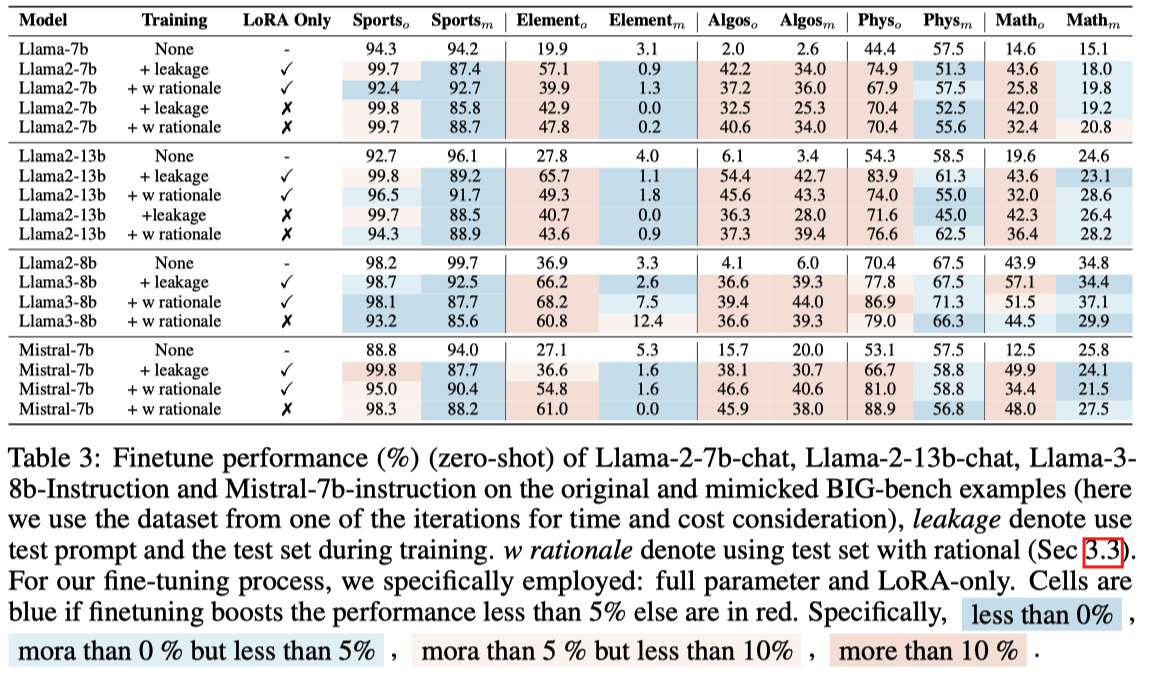 Model Training LoRA Only Sportsₒ Sportsₘ Elementₒ Elementₘ Algosₒ Algosₘ Physₒ Physₘ Mathₒ Mathₘ
Llama-7b None - 94.3 94.2 19.9 3.1 2.0 2.6 44.4 57.5 14.6 15.1
Llama2-7b + leakage ✓ 99.7 87.4 57.1 0.9 42.2 34.0 74.9 51.3 43.6 18.0
Llama2-7b + w rationale ✓ 92.4 92.7 39.9 1.3 37.2 36.0 67.9 57.5 25.8 19.8
Llama2-7b + leakage ✗ 99.8 85.8 42.9 0.0 32.5 25.3 70.4 52.5 42.0 19.2
Llama2-7b + w rationale ✗ 99.7 88.7 47.8 0.2 40.6 34.0 70.4 55.6 32.4 20.8
Llama2-13b None - 92.7 96.1 27.8 4.0 6.1 3.4 54.3 58.5 19.6 24.6
Llama2-13b + leakage ✓ 99.8 89.2 65.7 1.1 54.4 42.7 83.9 61.3 43.6 23.1
Llama2-13b + w rationale ✓ 96.5 91.7 49.3 1.8 45.6 43.3 74.0 55.0 32.0 28.6
Llama2-13b +leakage ✗ 99.7 88.5 40.7 0.0 36.3 28.0 71.6 45.0 42.3 26.4
Llama2-13b + w rationale ✗ 94.3 88.9 43.6 0.9 37.3 39.4 76.6 62.5 36.4 28.2
Llama2-8b None - 98.2 99.7 36.9 3.3 4.1 6.0 70.4 67.5 43.9 34.8
Llama3-8b + leakage ✓ 98.7 92.5 66.2 2.6 36.6 39.3 77.8 67.5 57.1 34.4
Llama3-8b + w rationale ✓ 98.1 87.7 68.2 7.5 39.4 44.0 86.9 71.3 51.5 37.1
Llama3-8b + w rationale ✗ 93.2 85.6 60.8 12.4 36.6 39.3 79.0 66.3 44.5 29.9
Mistral-7b None - 88.8 94.0 27.1 5.3 15.7 20.0 53.1 57.5 12.5 25.8
Mistral-7b + leakage ✓ 99.8 87.7 36.6 1.6 38.1 30.7 66.7 58.8 49.9 24.1
Mistral-7b + w rationale ✓ 95.0 90.4 54.8 1.6 46.6 40.6 81.0 58.8 34.4 21.5
Mistral-7b + w rationale ✗ 98.3 88.2 61.0 0.0 45.9 38.0 88.9 56.8 48.0 27.5
Table 3: Finetune performance (%) (zero-shot) of Llama-2-7b-chat, Llama-2-13b-chat, Llama-3-
8b-Instruction and Mistral-7b-instruction on the original and mimicked BIG-bench examples (here
we use the dataset from one of the iterations for time and cost consideration), leakage denote use
test prompt and the test set during training. w rationale denote using test set with rational (Sec 3.3).
For our fine-tuning process, we specifically employed: full parameter and LoRA-only. Cells are
blue if finetuning boosts the performance less than 5% else are in red. Specifically, less than 0% ,
mora than 0 % but less than 5% , mora than 5 % but less than 10% , more than 10 % .